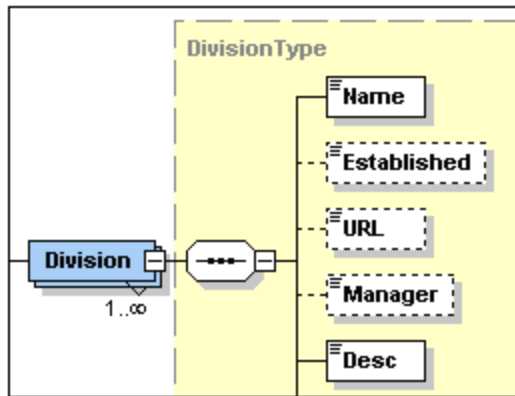 DivisionType
Name
Established
URL
Division
1..∞
Manager
Desc